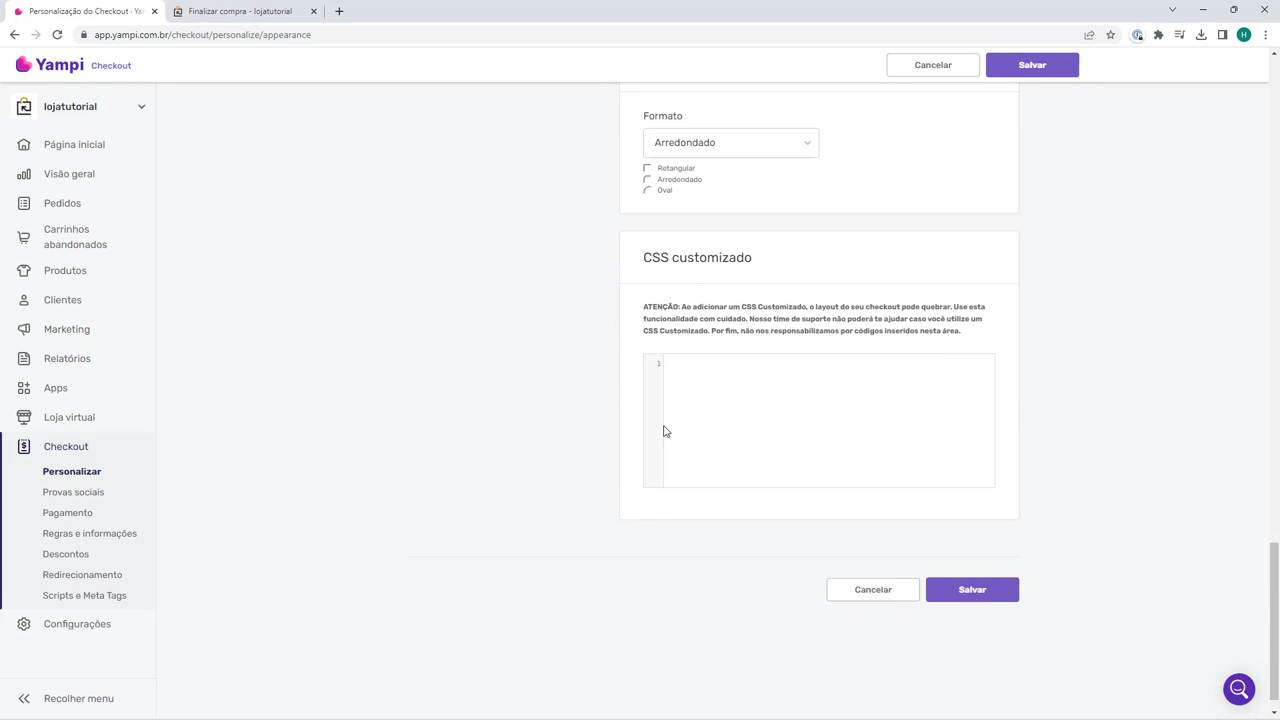 Personalização do Checkout · Ya
Finalizar compra - lojatutorial
app.yampi.com.br/checkout/personalize/appearance
H
Yampi Checkout
Cancelar
Salvar
lojatutorial
Página inicial
Visão geral
Pedidos
Carrinhos
abandonados
Produtos
Clientes
Marketing
Relatórios
Apps
Loja virtual
Checkout
Personalizar
Provas sociais
Pagamento
Regras e informações
Descontos
Redirecionamento
Scripts e Meta Tags
Configurações
Recolher menu
Formato
Arredondado
Retangular
Arredondado
Oval
CSS customizado
ATENÇÃO: Ao adicionar um CSS Customizado, o layout do seu checkout pode quebrar. Use esta
funcionalidade com cuidado. Nosso time de suporte não poderá te ajudar caso você utilize um
CSS Customizado. Por fim, não nos responsabilizamos por códigos inseridos nesta área.
1
Cancelar
Salvar